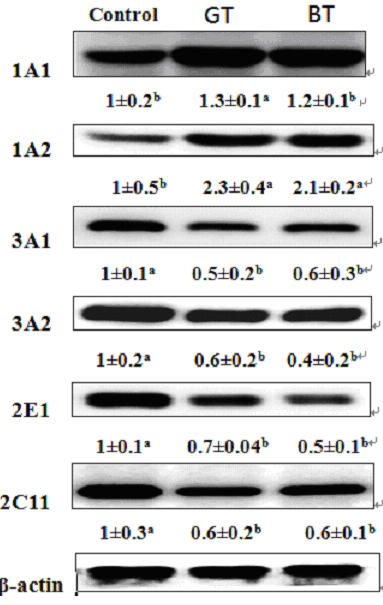 Control GT BT
1A1
1±0.2ᵇ 1.3±0.1ᵃ 1.2±0.1ᵇ
1A2
1±0.5ᵇ 2.3±0.4ᵃ 2.1±0.2ᵃ
3A1
1±0.1ᵃ 0.5±0.2ᵇ 0.6±0.3ᵇ
3A2
1±0.2ᵃ 0.6±0.2ᵇ 0.4±0.2ᵇ
2E1
1±0.1ᵃ 0.7±0.04ᵇ 0.5±0.1ᵇ
2C11
1±0.3ᵃ 0.6±0.2ᵇ 0.6±0.1ᵇ
β-actin